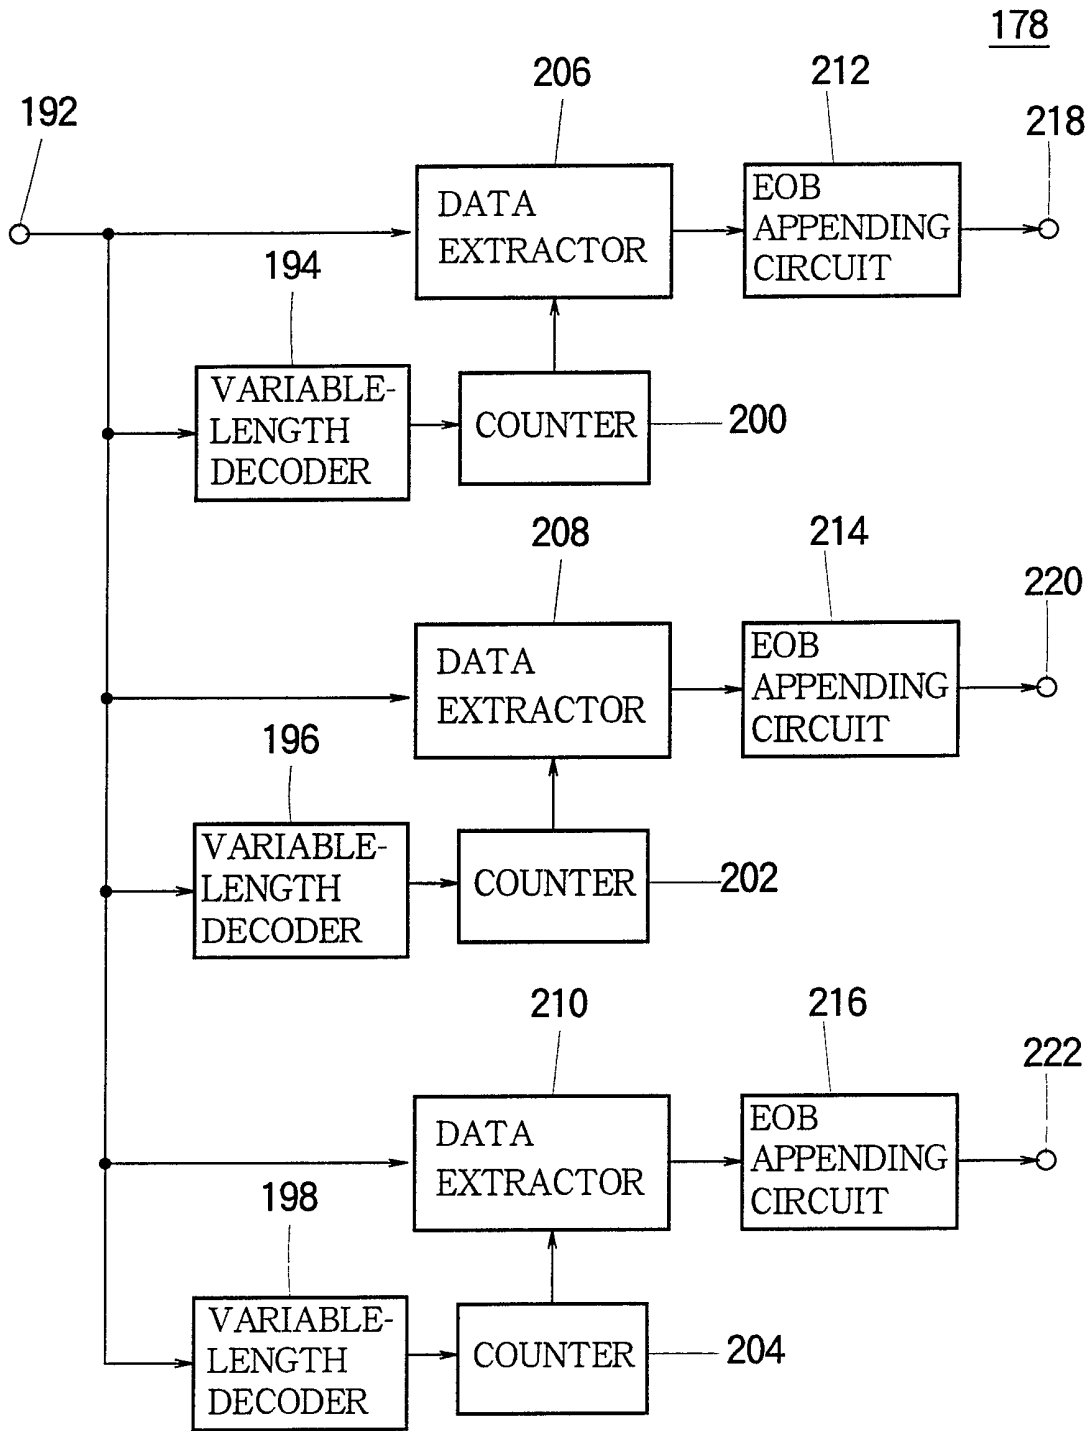 178
206
212
192
218
DATA
EXTRACTOR
EOB
APPENDING
CIRCUIT
194
VARIABLE-
LENGTH
DECODER
COUNTER
200
208
214
220
DATA
EXTRACTOR
EOB
APPENDING
CIRCUIT
196
VARIABLE-
LENGTH
DECODER
COUNTER
202
210
216
222
DATA
EXTRACTOR
EOB
APPENDING
CIRCUIT
198
VARIABLE-
LENGTH
DECODER
COUNTER
204